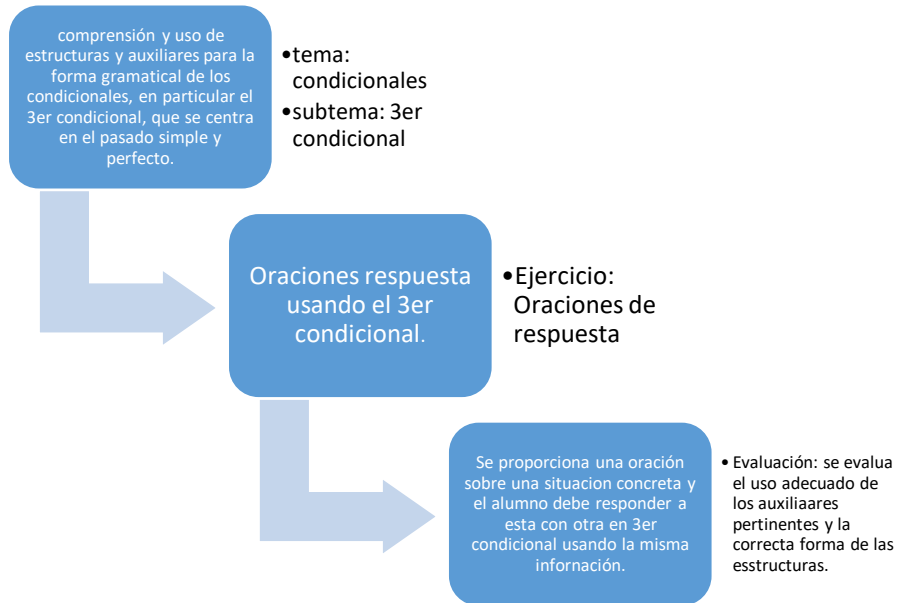 comprensión y uso de
estructuras y auxiliares para la
forma gramatical de los
condicionales, en particular el
3er condicional, que se centra
en el pasado simple y
perfecto.
•tema:
condicionales
•subtema: 3er
condicional
Oraciones respuesta
usando el 3er
condicional.
•Ejercicio:
Oraciones de
respuesta
Se proporciona una oración
sobre una situacion concreta y
el alumno debe responder a
esta con otra en 3er
condicional usando la misma
infornación.
• Evaluación: se evalua
el uso adecuado de
los auxiliaares
pertinentes y la
correcta forma de las
esstructuras.